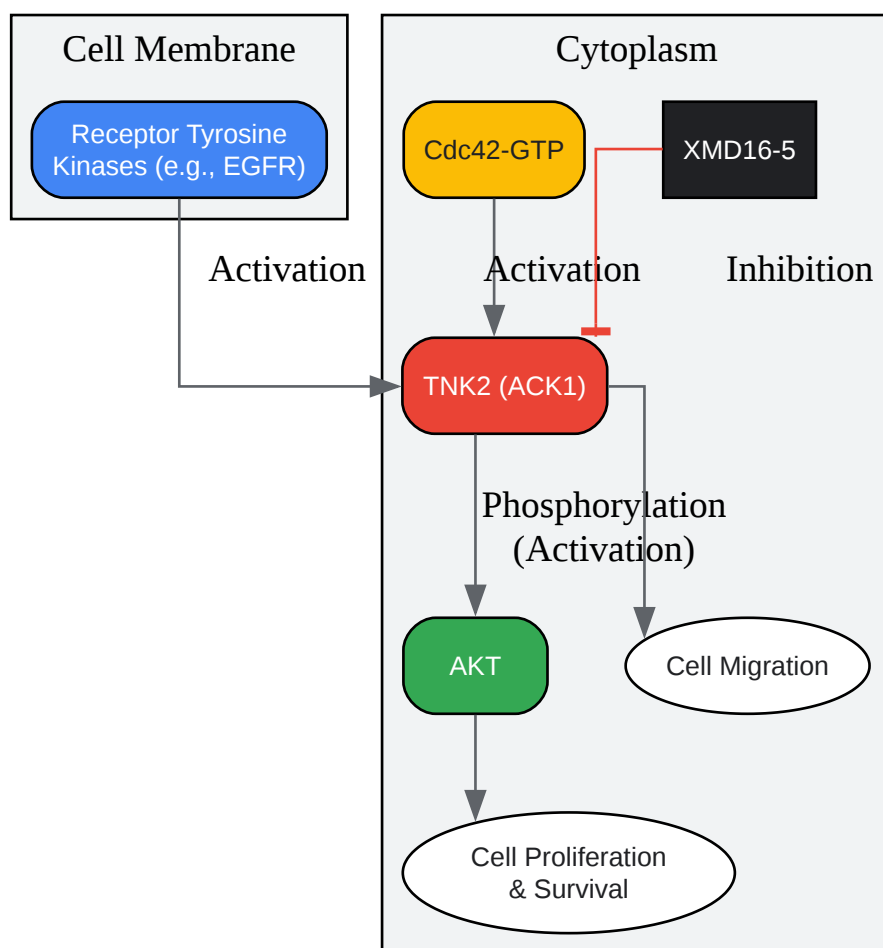 Cell Membrane
Cytoplasm
Receptor Tyrosine
Kinases (e.g., EGFR)
Cdc42-GTP
XMD16-5
Activation
Activation
Inhibition
TNK2 (ACK1)
Phosphorylation
(Activation)
AKT
Cell Migration
Cell Proliferation
& Survival